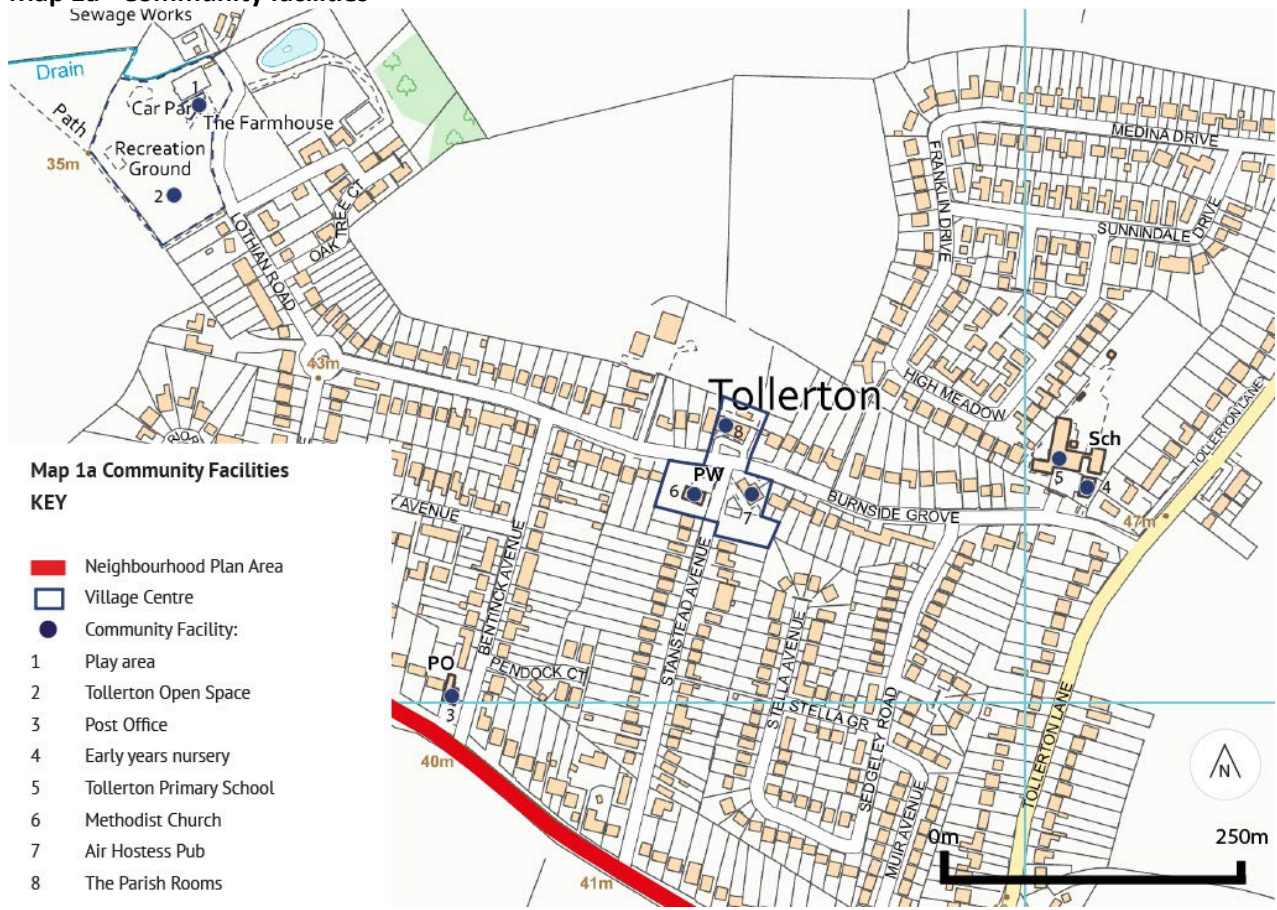 Map 1a - Community facilities
Sewage Works
Drain
1
Car Par
The Farmhouse
Path
Recreation
Ground
35m
2
LOTHIAN ROAD
OAK TREE CT
MEDINA DRIVE
FRANKLIN DRIVE
SUNNINDALE
DRIVE
43m
Tollerton
HIGH MEADOW
8
Sch
TOLLERTON LANE
PW
6
7
5
4
BURNSIDE GROVE
47m
Map 1a Community Facilities
KEY
Neighbourhood Plan Area
Village Centre
Community Facility:
1 Play area
2 Tollerton Open Space
3 Post Office
4 Early years nursery
5 Tollerton Primary School
6 Methodist Church
7 Air Hostess Pub
8 The Parish Rooms
Y AVENUE
BENTINCK AVENUE
STANSTEAD AVENUE
PO
3
PENDOCK CT
STELLA AVENUE
STELLA GR
SEDGELEY ROAD
MUIR AVENUE
TOLLERTON LANE
40m
41m
N
0m
250m